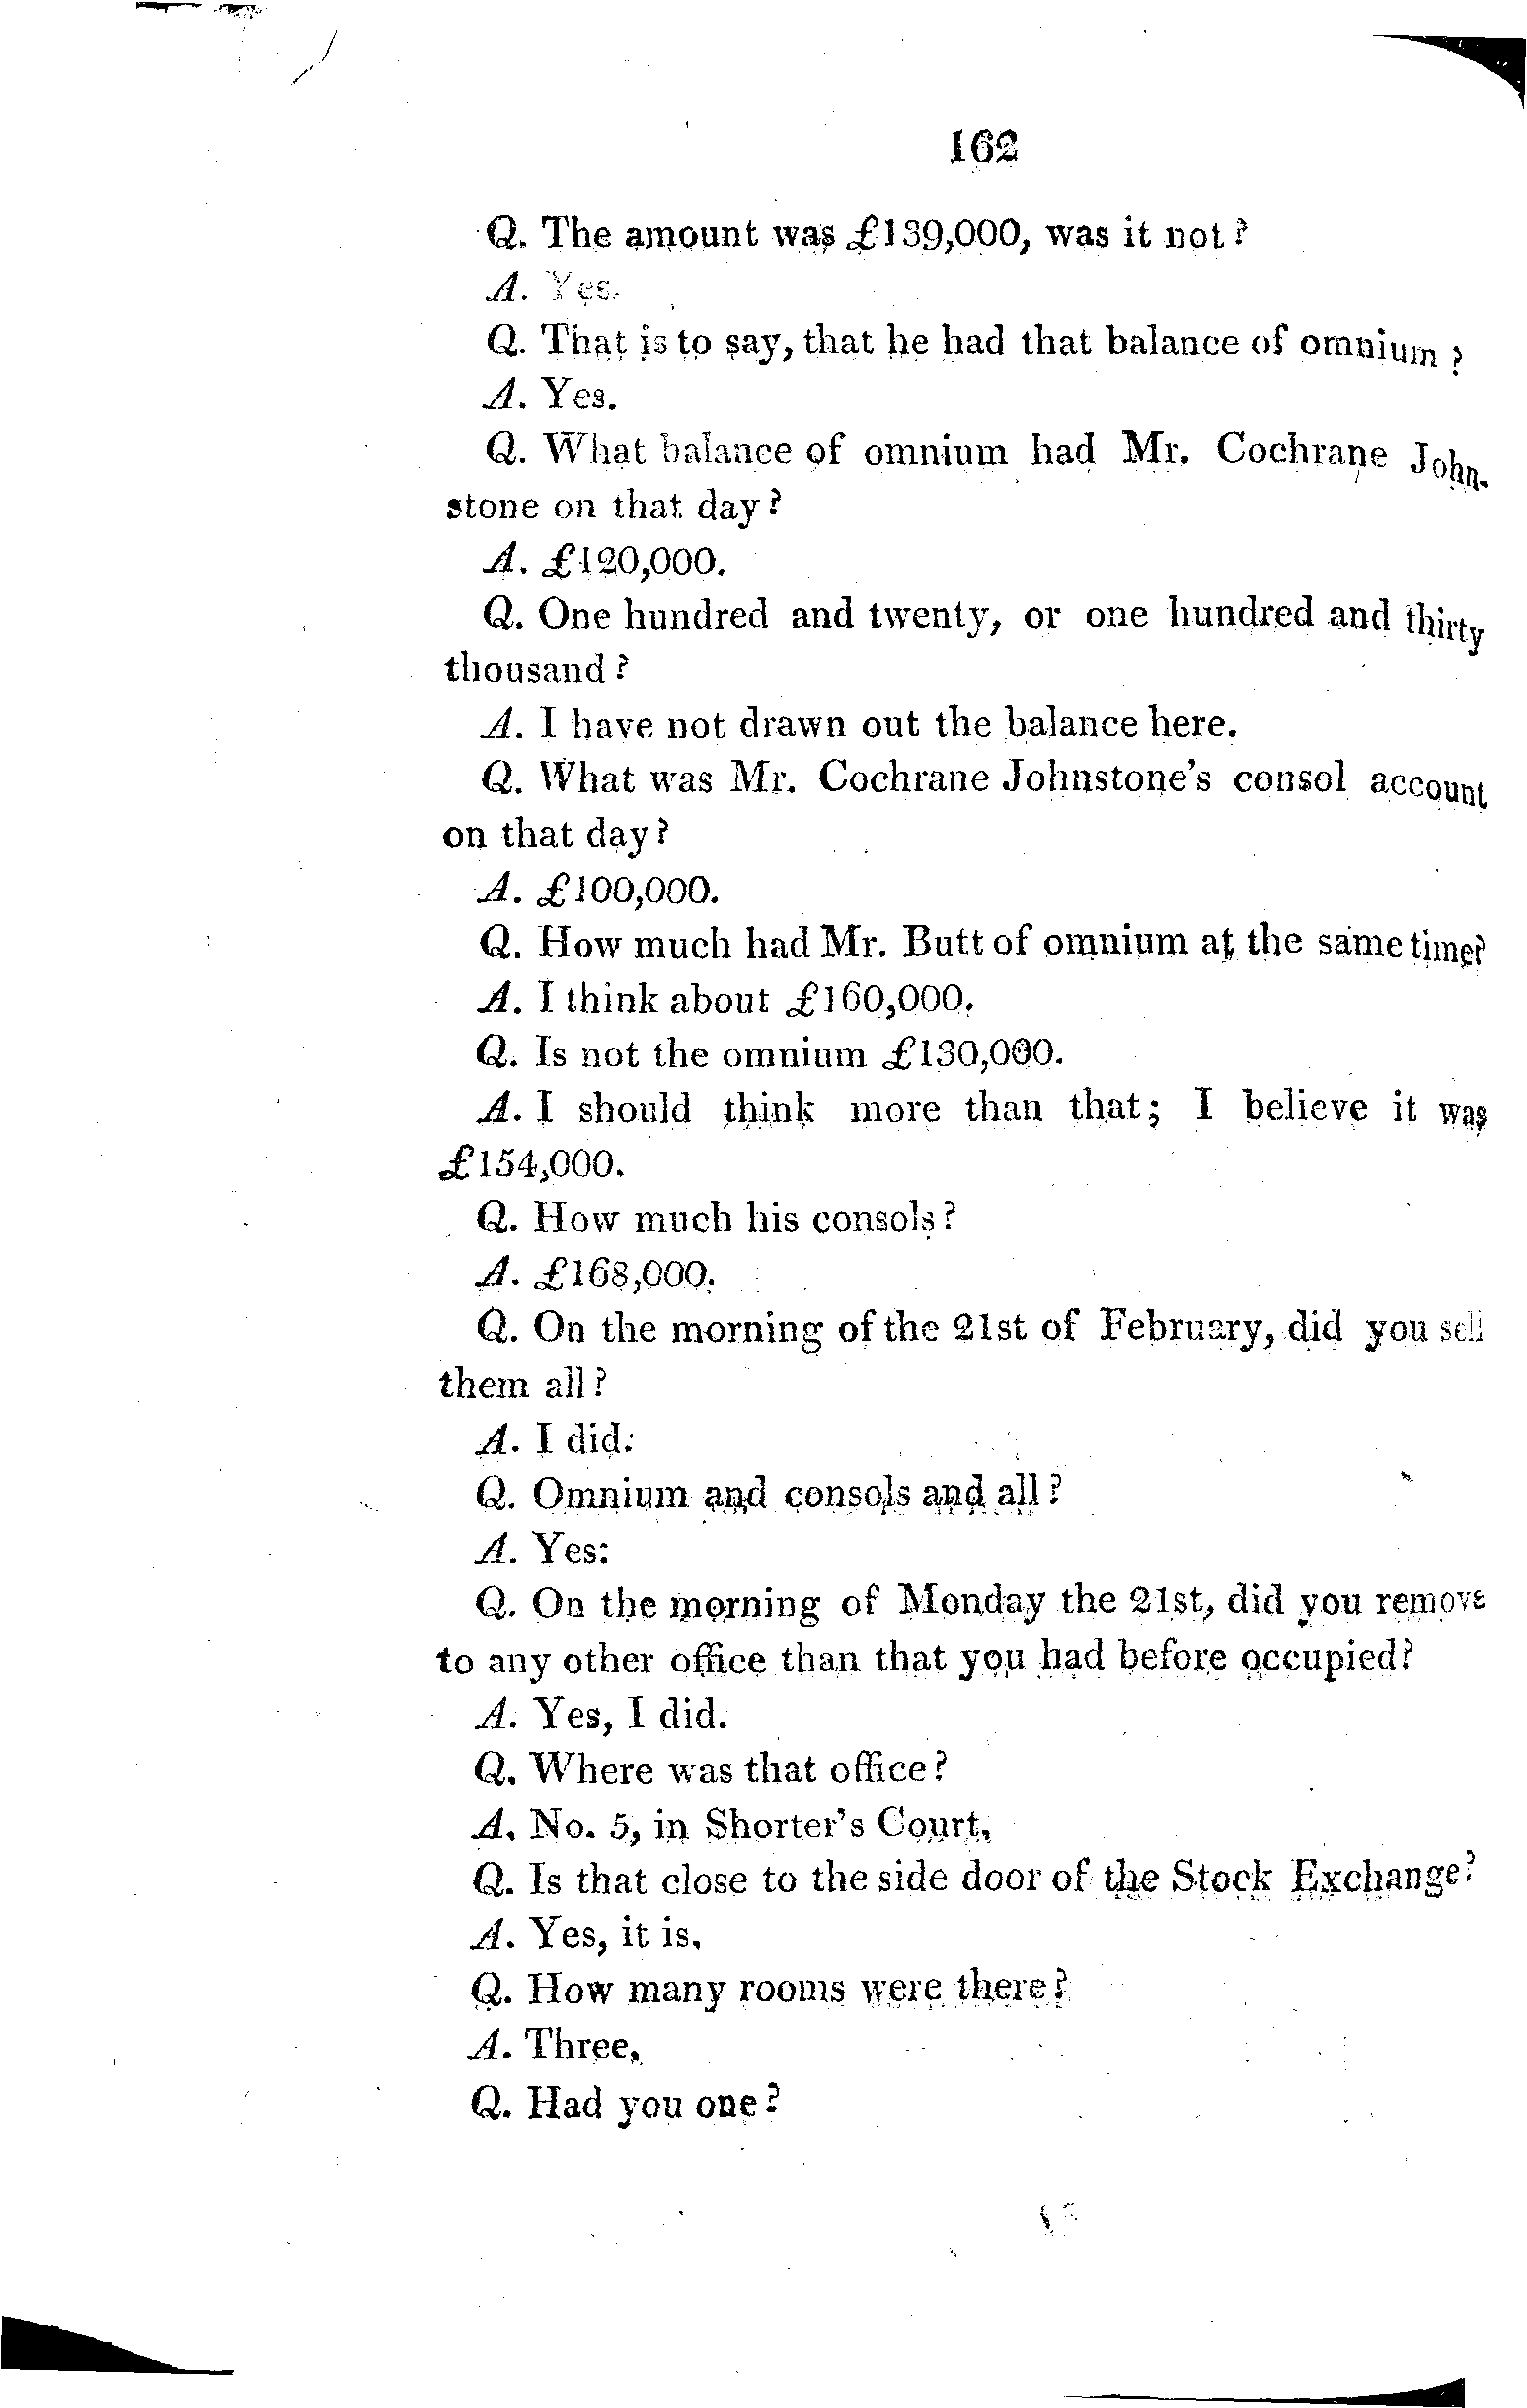 162
Q. The amount was £139,000, was it not?
A. Yes.
Q. That is to say, that he had that balance of omnium?
A. Yes.
Q. What balance of omnium had Mr. Cochrane John-
stone on that day?
A. £120,000.
Q. One hundred and twenty, or one hundred and thirty
thousand?
A. I have not drawn out the balance here.
Q. What was Mr. Cochrane Johnstone's consol account
on that day?
A. £100,000.
Q. How much had Mr. Butt of omnium at the same time?
A. I think about £160,000.
Q. Is not the omnium £130,000.
A. I should think more than that; I believe it was
£154,000.
Q. How much his consols?
A. £168,000.
Q. On the morning of the 21st of February, did you sell
them all?
A. I did.
Q. Omnium and consols and all?
A. Yes:
Q. On the morning of Monday the 21st, did you remove
to any other office than that you had before occupied?
A. Yes, I did.
Q. Where was that office?
A. No. 5, in Shorter's Court,
Q. Is that close to the side door of the Stock Exchange?
A. Yes, it is,
Q. How many rooms were there?
A. Three,
Q. Had you one?